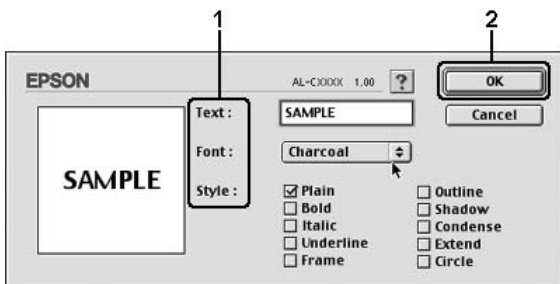 1 2
EPSON AL-CXXXX 1.00 ? OK
Text : SAMPLE Cancel
Font : Charcoal
SAMPLE
Style : Plain Outline
Bold Shadow
Italic Condense
Underline Extend
Frame Circle